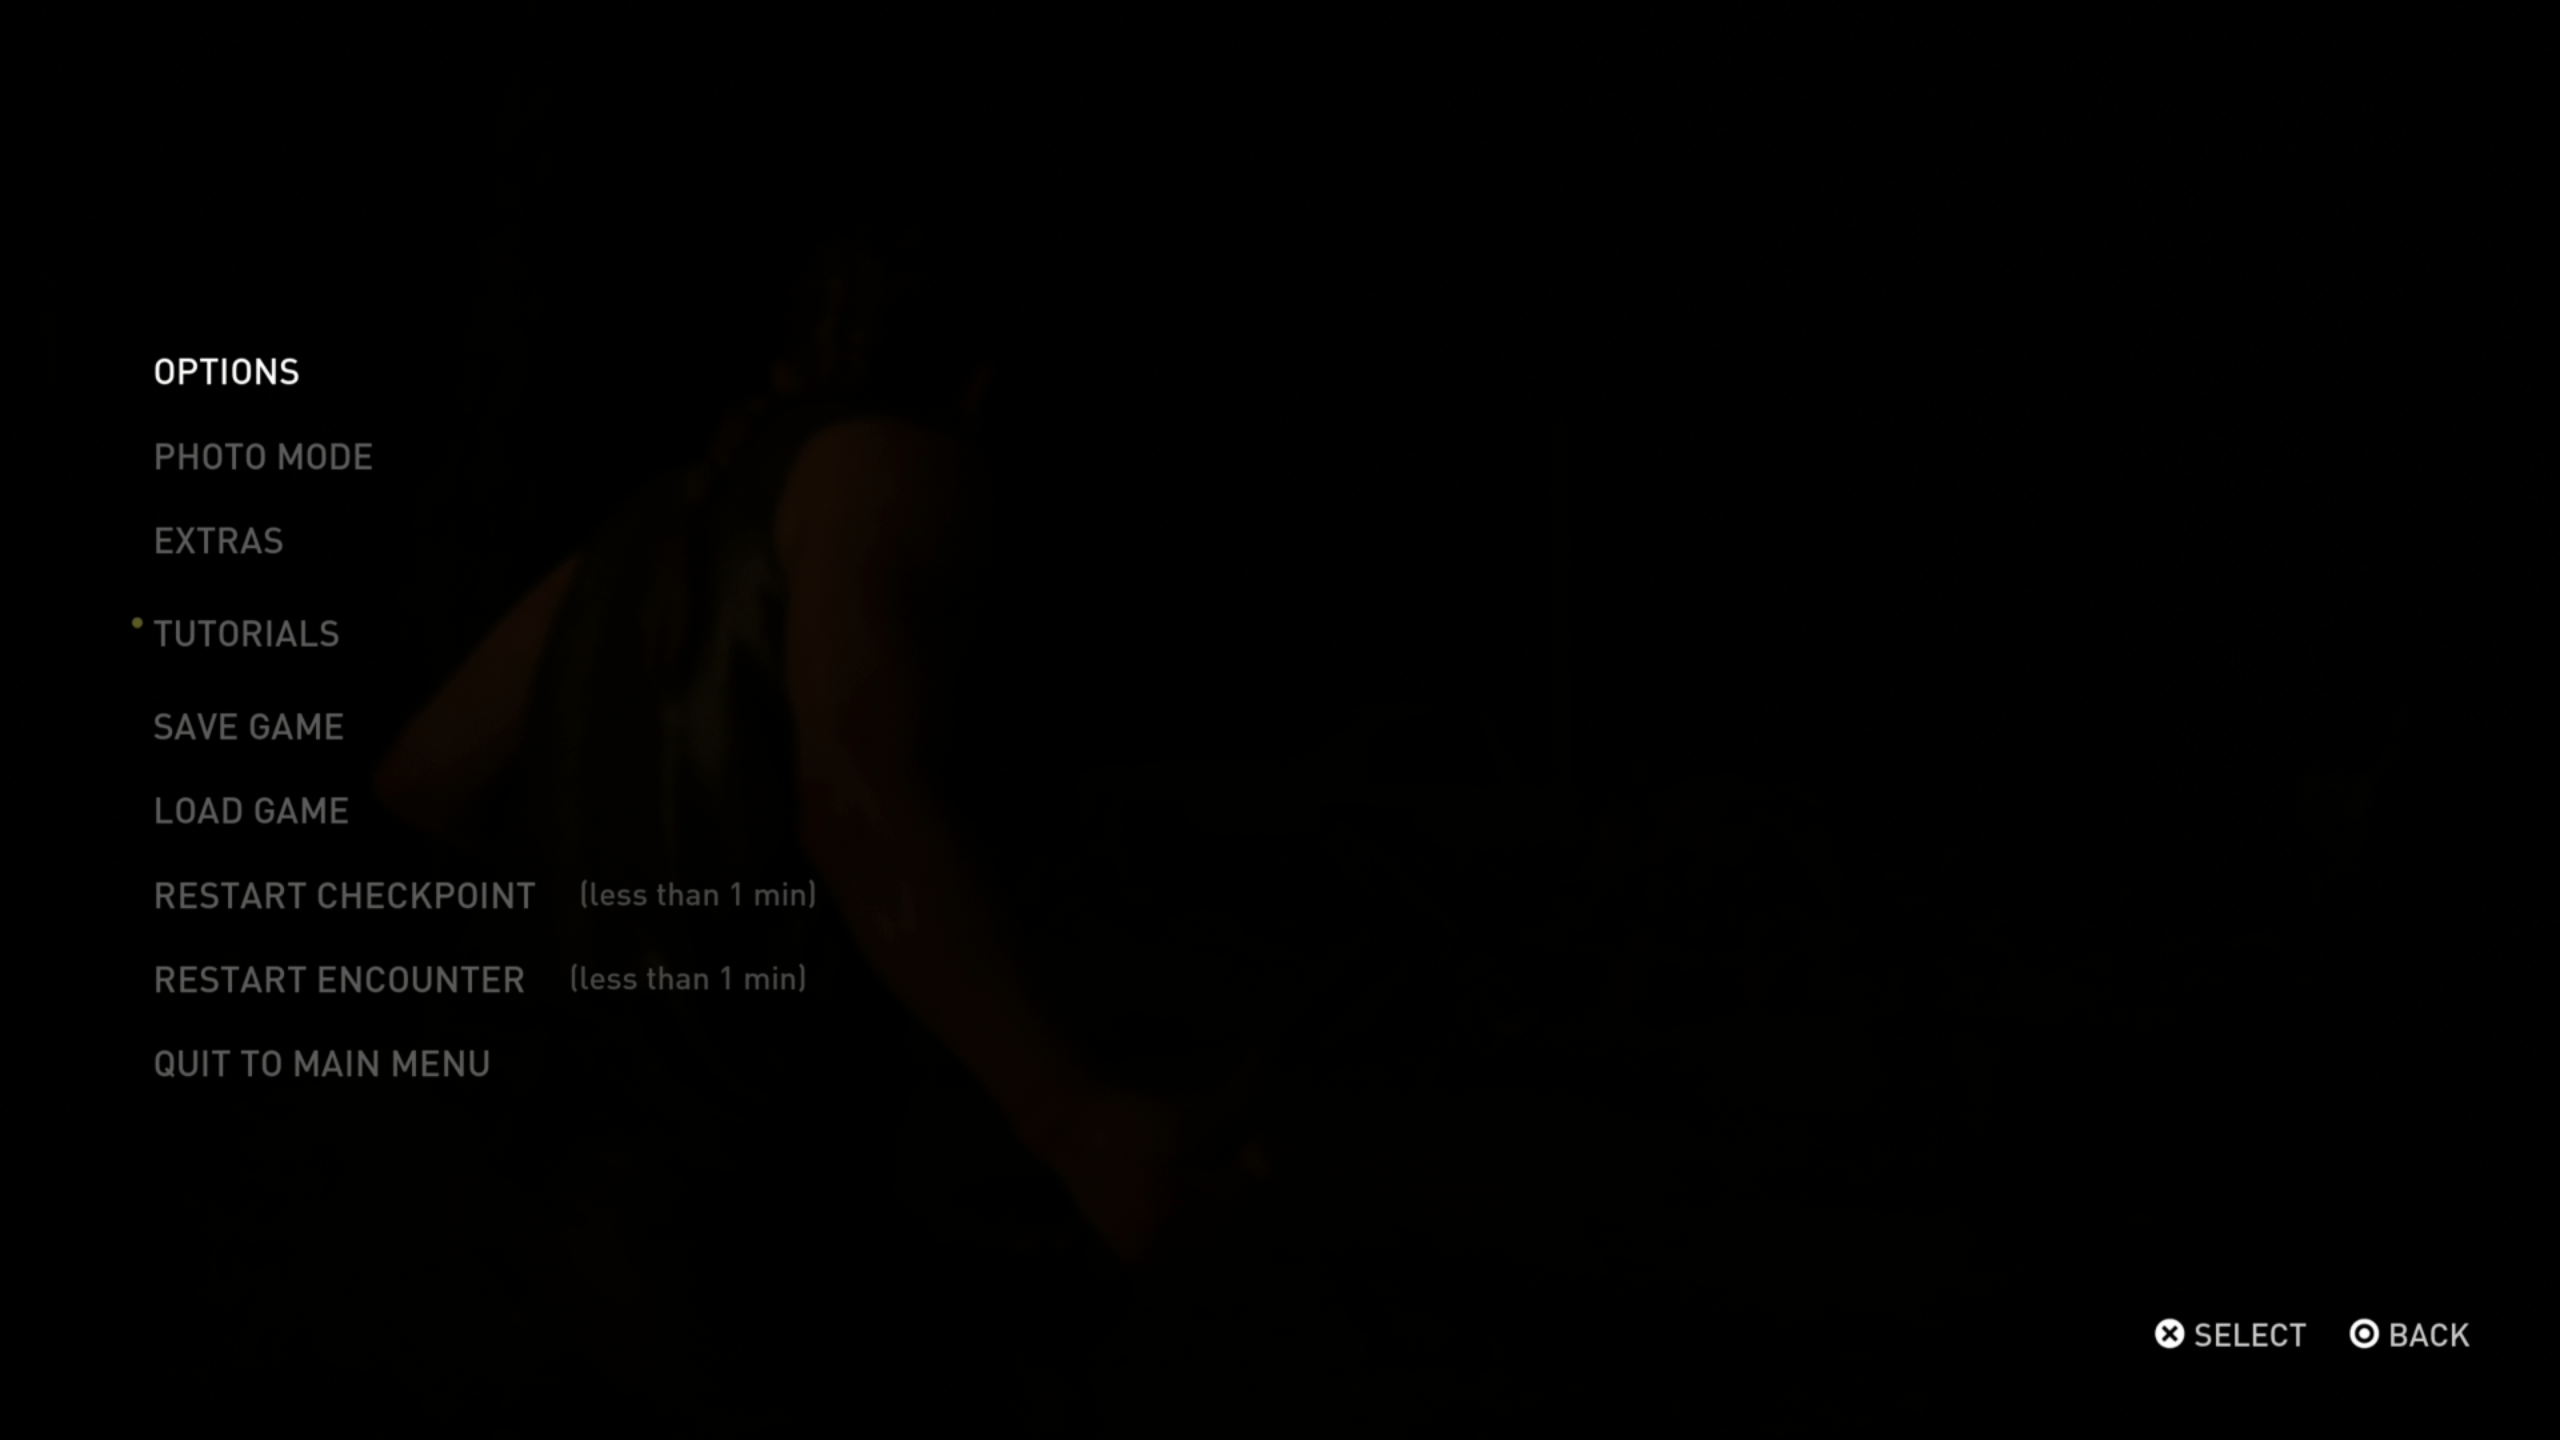 OPTIONS
PHOTO MODE
EXTRAS
TUTORIALS
SAVE GAME
LOAD GAME
RESTART CHECKPOINT (less than 1 min)
RESTART ENCOUNTER (less than 1 min)
QUIT TO MAIN MENU
SELECT BACK